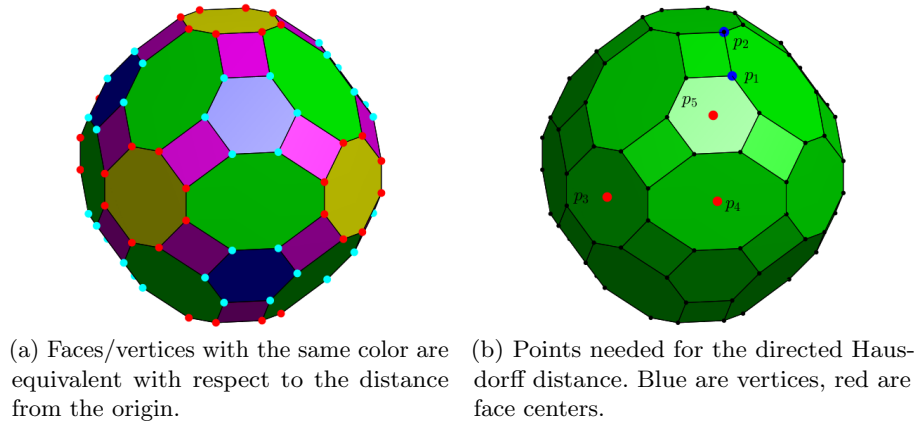 p2
p1
p5
p3
p4
(a) Faces/vertices with the same color are
equivalent with respect to the distance
from the origin.
(b) Points needed for the directed Haus-
dorff distance. Blue are vertices, red are
face centers.